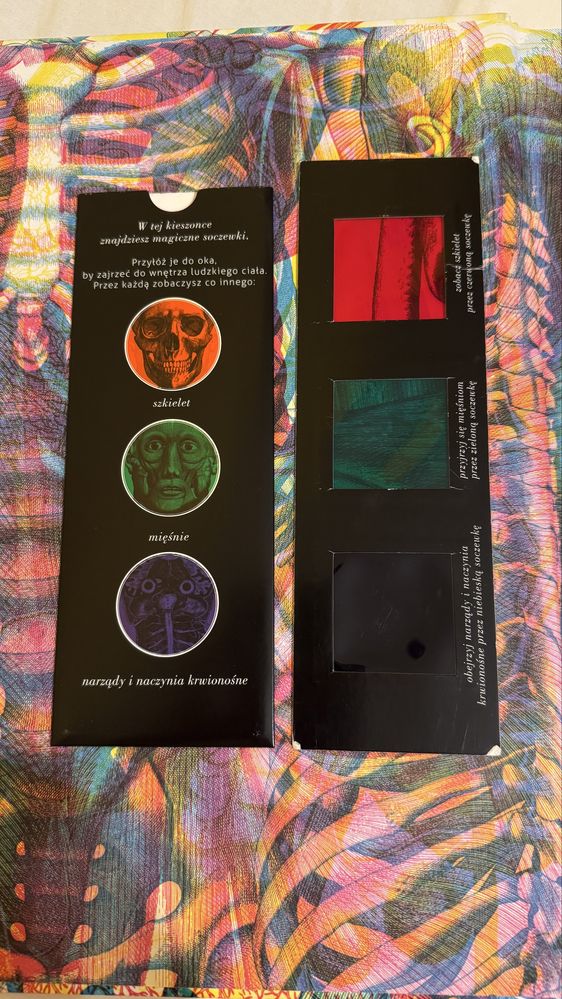 W tej kieszonce
znajdziesz magiczne soczewki.
Przyłóż je do oka,
by zajrzeć do wnętrza ludzkiego ciała.
Przez każdą zobaczysz co innego:
szkielet
mięśnie
narządy i naczynia krwionośne
zobacz szkielet
przez czerwoną soczewkę
przyjrzyj się mięśniom
przez zieloną soczewkę
obejrzyj narządy i naczynia
krwionośne przez niebieską soczewkę